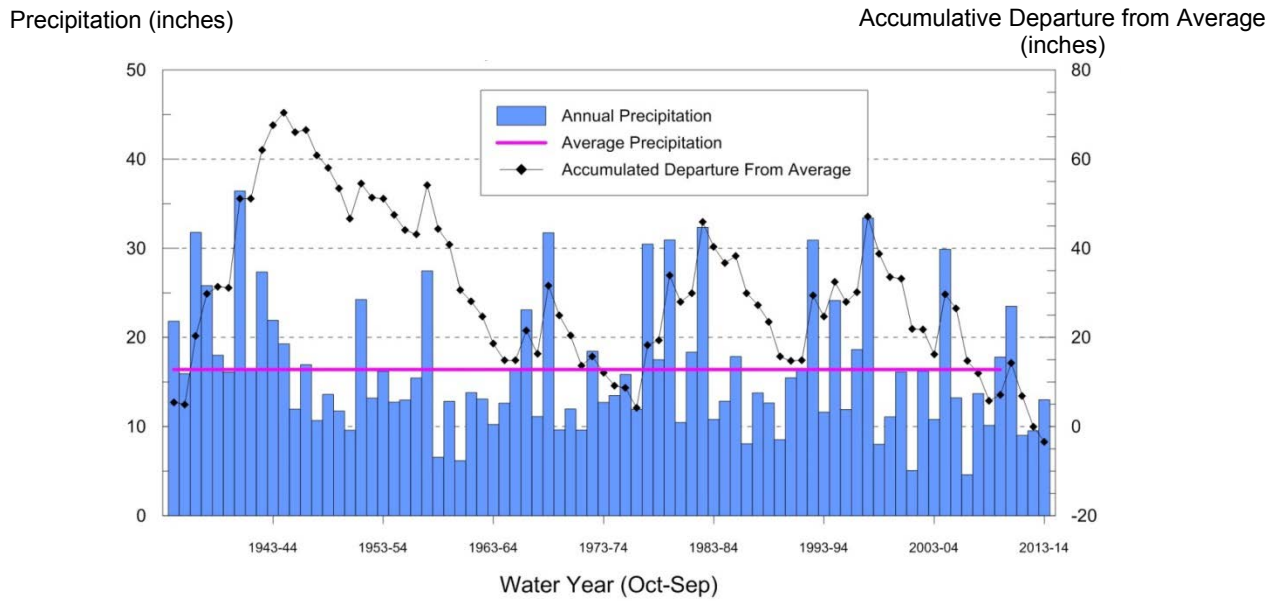 Precipitation (inches)
Accumulative Departure from Average
(inches)
50
40
30
20
10
0
80
60
40
20
0
-20
Annual Precipitation
Average Precipitation
Accumulated Departure From Average
1943-44
1953-54
1963-64
1973-74
1983-84
1993-94
2003-04
2013-14
Water Year (Oct-Sep)